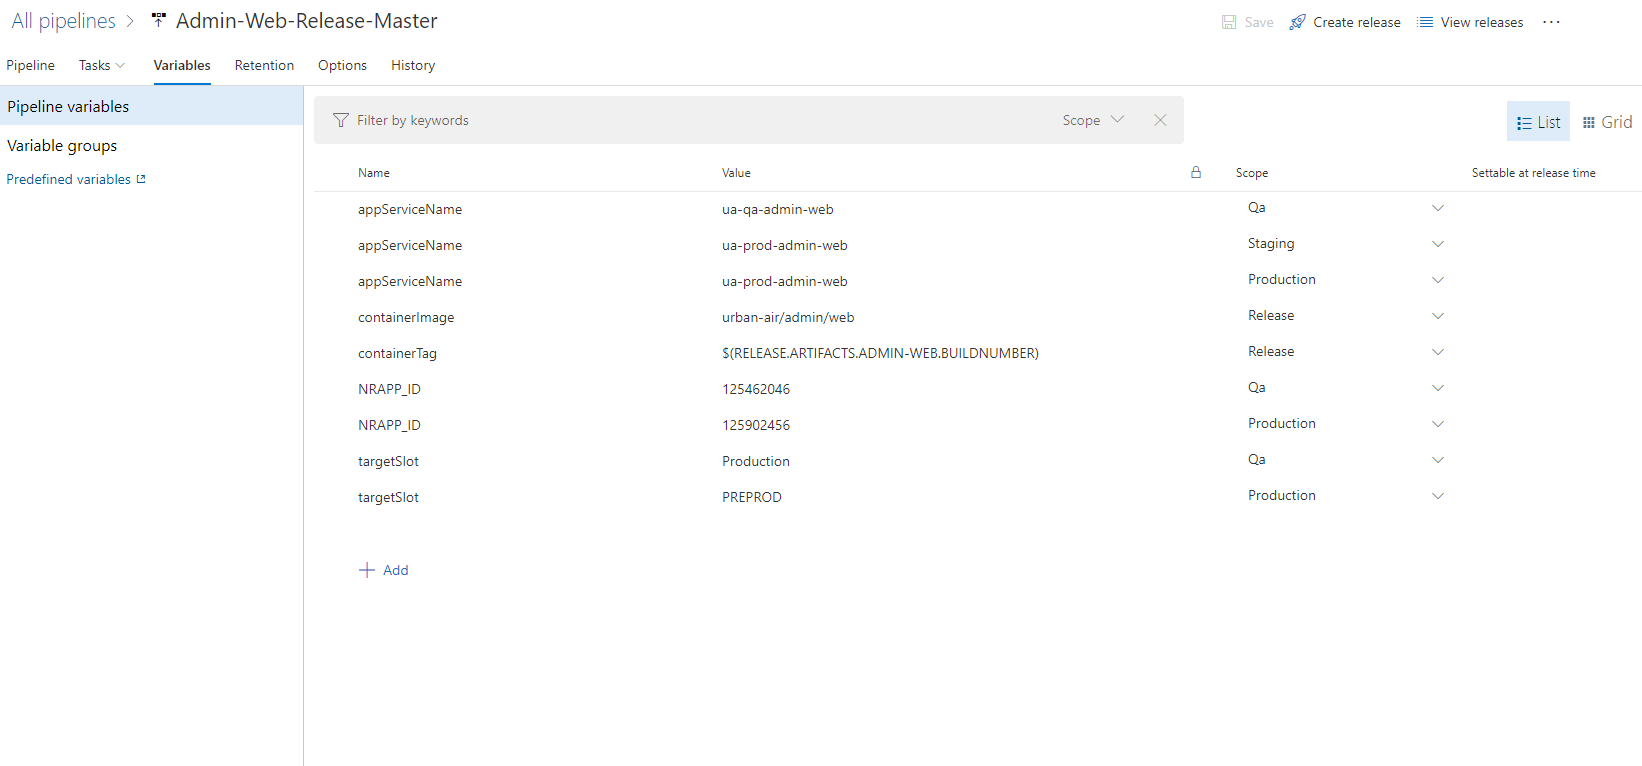 All pipelines > Admin-Web-Release-Master
Save Create release View releases ...
Pipeline Tasks Variables Retention Options History
Pipeline variables
Variable groups
Predefined variables
Filter by keywords Scope
List Grid
Name Value Scope Settable at release time
appServiceName ua-qa-admin-web Qa
appServiceName ua-prod-admin-web Staging
appServiceName ua-prod-admin-web Production
containerImage urban-air/admin/web Release
containerTag $(RELEASE.ARTIFACTS.ADMIN-WEB.BUILDNUMBER) Release
NRAPP_ID 125462046 Qa
NRAPP_ID 125902456 Production
targetSlot Production Qa
targetSlot PREPROD Production
Add